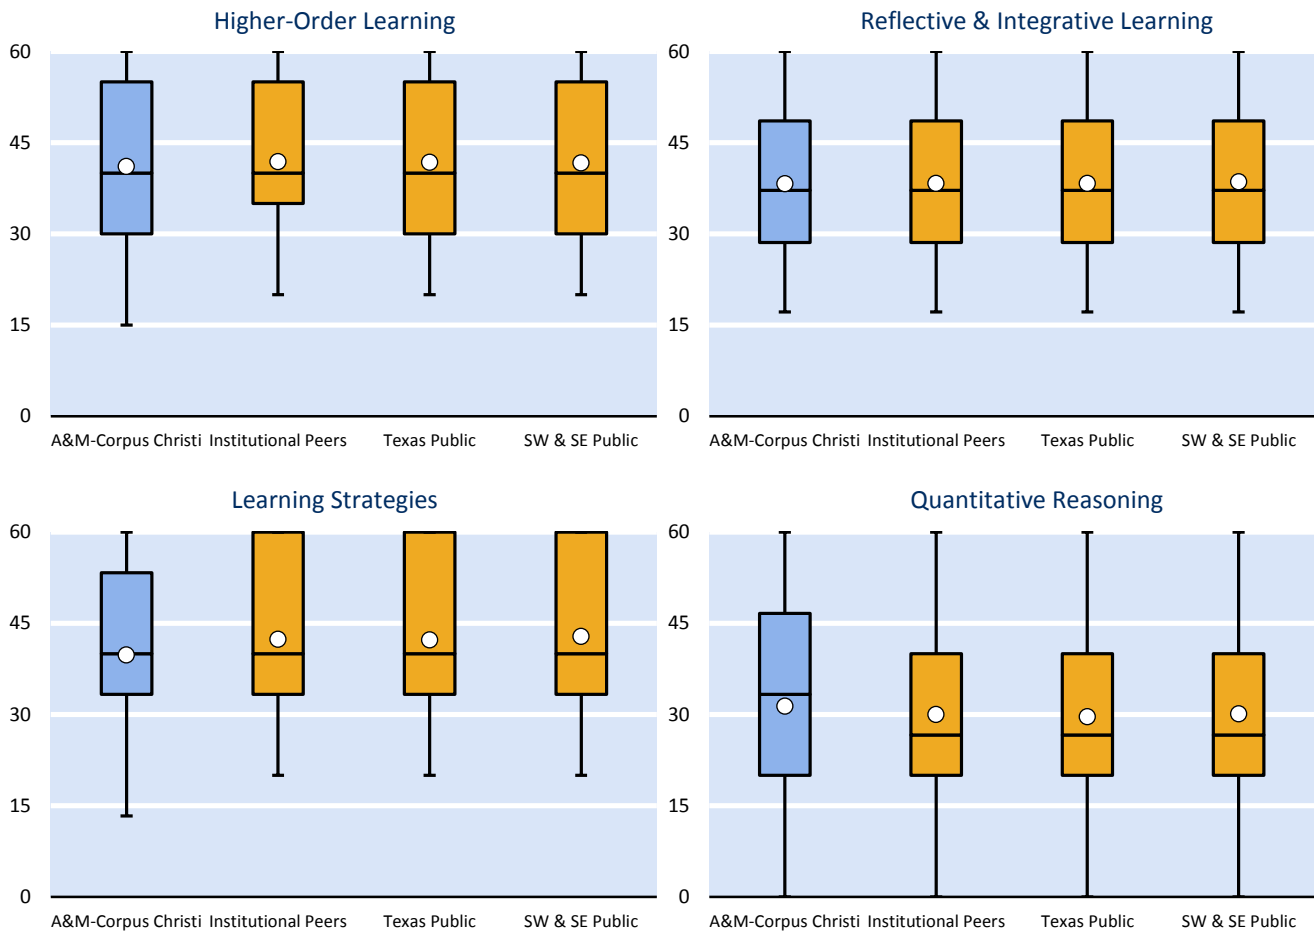 Higher-Order Learning
60
45
30
15
0
A&M-Corpus Christi Institutional Peers Texas Public SW & SE Public
Reflective & Integrative Learning
60
45
30
15
0
A&M-Corpus Christi Institutional Peers Texas Public SW & SE Public
Learning Strategies
60
45
30
15
0
A&M-Corpus Christi Institutional Peers Texas Public SW & SE Public
Quantitative Reasoning
60
45
30
15
0
A&M-Corpus Christi Institutional Peers Texas Public SW & SE Public